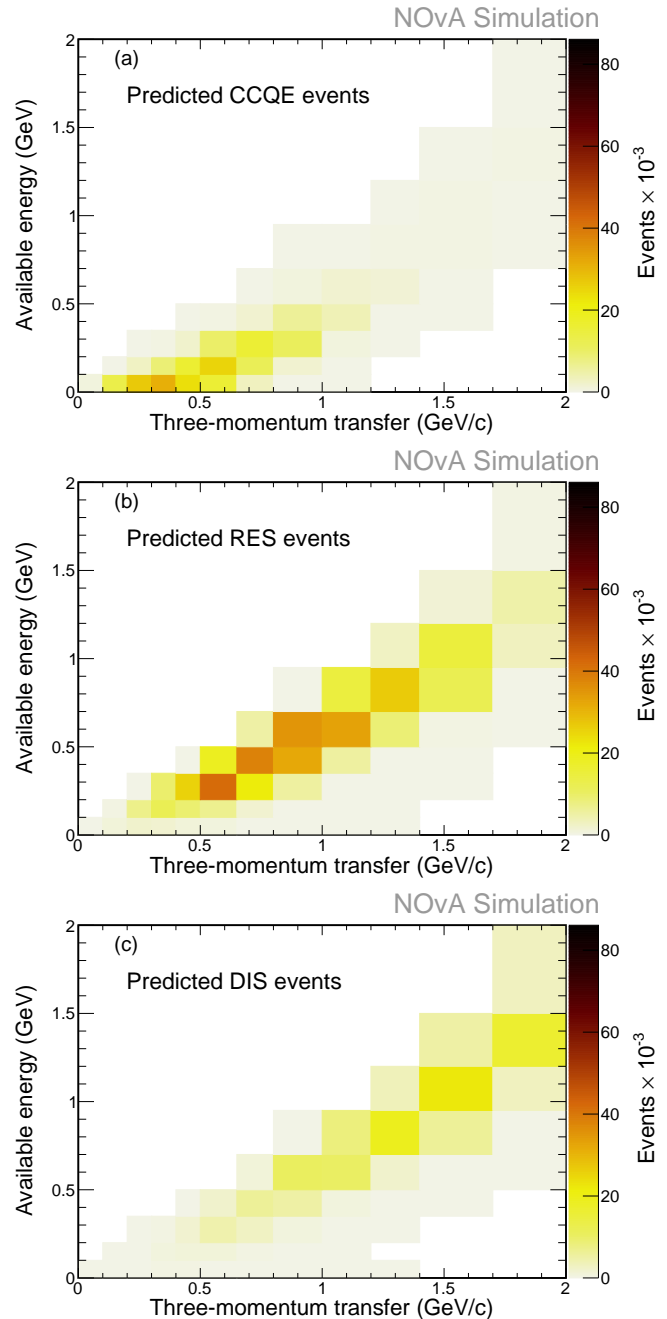 NOvA Simulation
(a)
Predicted CCQE events
Available energy (GeV)
2
1.5
1
0.5
0
0 0.5 1 1.5 2
Three-momentum transfer (GeV/c)
80
60
40
20
0
Events × 10⁻³
NOvA Simulation
(b)
Predicted RES events
Available energy (GeV)
2
1.5
1
0.5
0
0 0.5 1 1.5 2
Three-momentum transfer (GeV/c)
80
60
40
20
0
Events × 10⁻³
NOvA Simulation
(c)
Predicted DIS events
Available energy (GeV)
2
1.5
1
0.5
0
0 0.5 1 1.5 2
Three-momentum transfer (GeV/c)
80
60
40
20
0
Events × 10⁻³